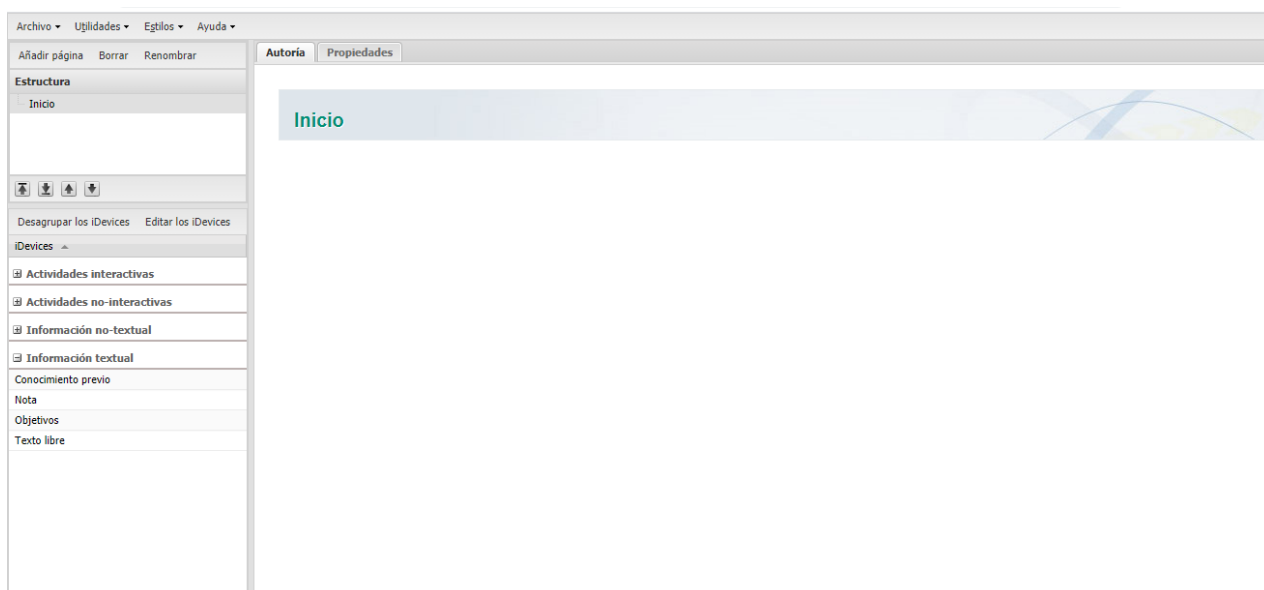 Archivo Utilidades Estilos Ayuda
Añadir página Borrar Renombrar
Autoría Propiedades
Estructura
Inicio
Inicio
Desagrupar los iDevices Editar los iDevices
iDevices
Actividades interactivas
Actividades no-interactivas
Información no-textual
Información textual
Conocimiento previo
Nota
Objetivos
Texto libre